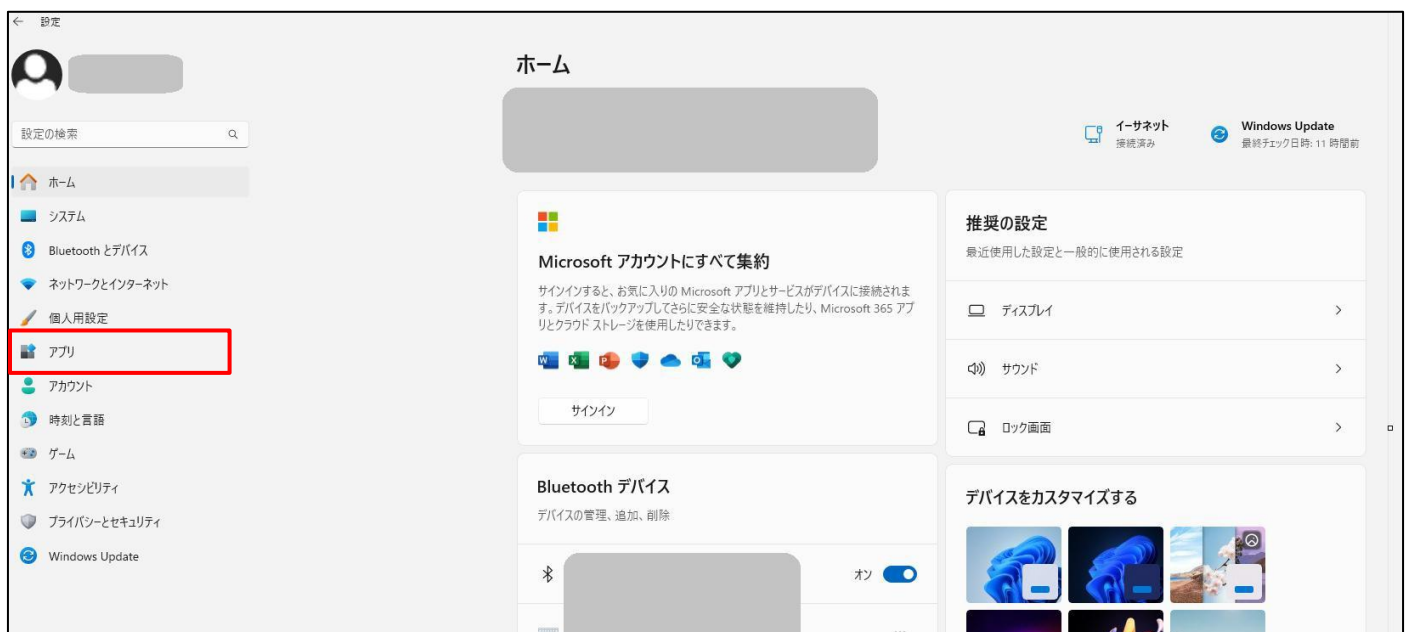 設定
設定の検索
ホーム
システム
Bluetooth とデバイス
ネットワークとインターネット
個人用設定
アプリ
アカウント
時刻と言語
ゲーム
アクセシビリティ
プライバシーとセキュリティ
Windows Update
ホーム
イーサネット
接続済み
Windows Update
最終チェック日時: 11 時間前
Microsoft アカウントにすべて集約
サインインすると、お気に入りの Microsoft アプリとサービスがデバイスに接続されま
す。デバイスをバックアップしてさらに安全な状態を維持したり、Microsoft 365 アプ
リとクラウド ストレージを使用したりできます。
サインイン
Bluetooth デバイス
デバイスの管理、追加、削除
オン
推奨の設定
最近使用した設定と一般的に使用される設定
ディスプレイ
サウンド
ロック画面
デバイスをカスタマイズする